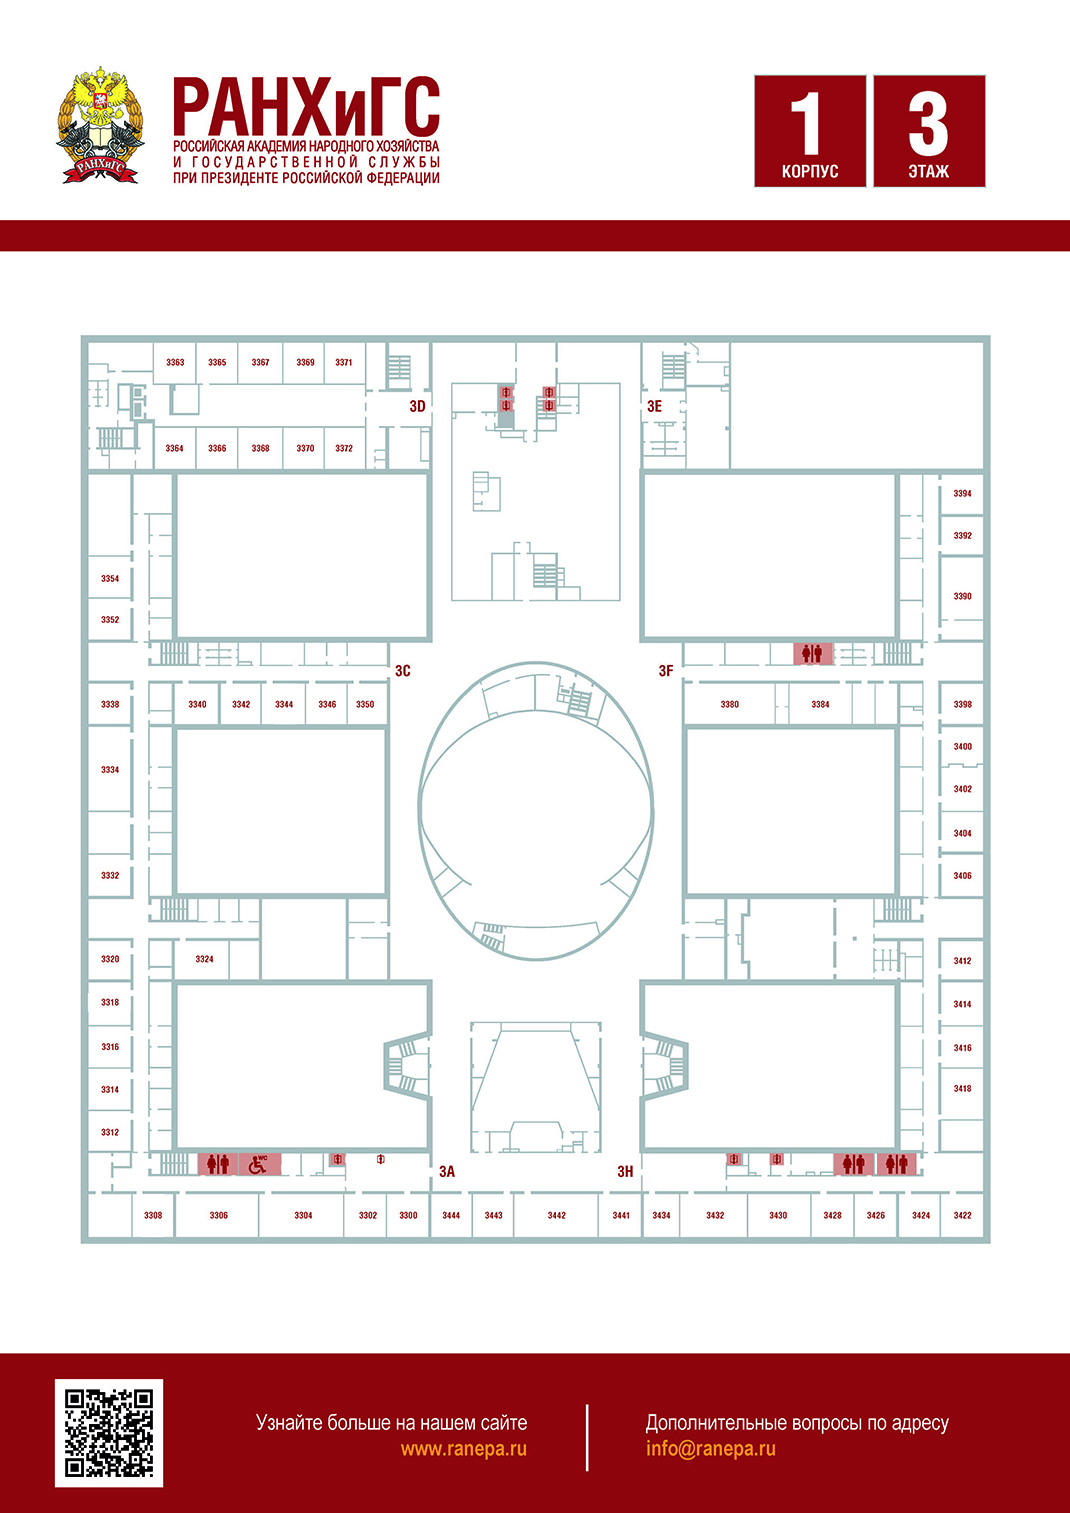 РАНХиГС
РОССИЙСКАЯ АКАДЕМИЯ НАРОДНОГО ХОЗЯЙСТВА
И ГОСУДАРСТВЕННОЙ СЛУЖБЫ
ПРИ ПРЕЗИДЕНТЕ РОССИЙСКОЙ ФЕДЕРАЦИИ
РАНХиГС
1
КОРПУС
3
ЭТАЖ
3363 3365 3367 3369 3371
3D 3E
3364 3366 3368 3370 3372
3394
3392
3354
3390
3352
3C 3F
3338 3340 3342 3344 3346 3350 3380 3384 3398
3400
3334
3402
3404
3332 3406
3320 3324 3412
3318 3414
3316 3416
3314 3418
3312
WC
3A 3H
3308 3306 3304 3302 3300 3444 3443 3442 3441 3434 3432 3430 3428 3426 3424 3422
Узнайте больше на нашем сайте
www.ranepa.ru
Дополнительные вопросы по адресу
info@ranepa.ru